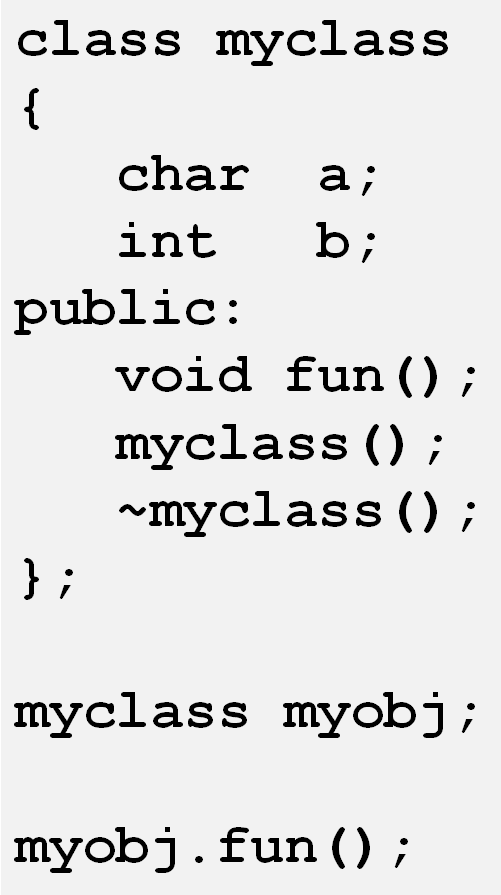 class myclass
{
   char  a;
   int   b;
public:
   void fun();
   myclass();
   ~myclass();
};

myclass myobj;

myobj.fun();